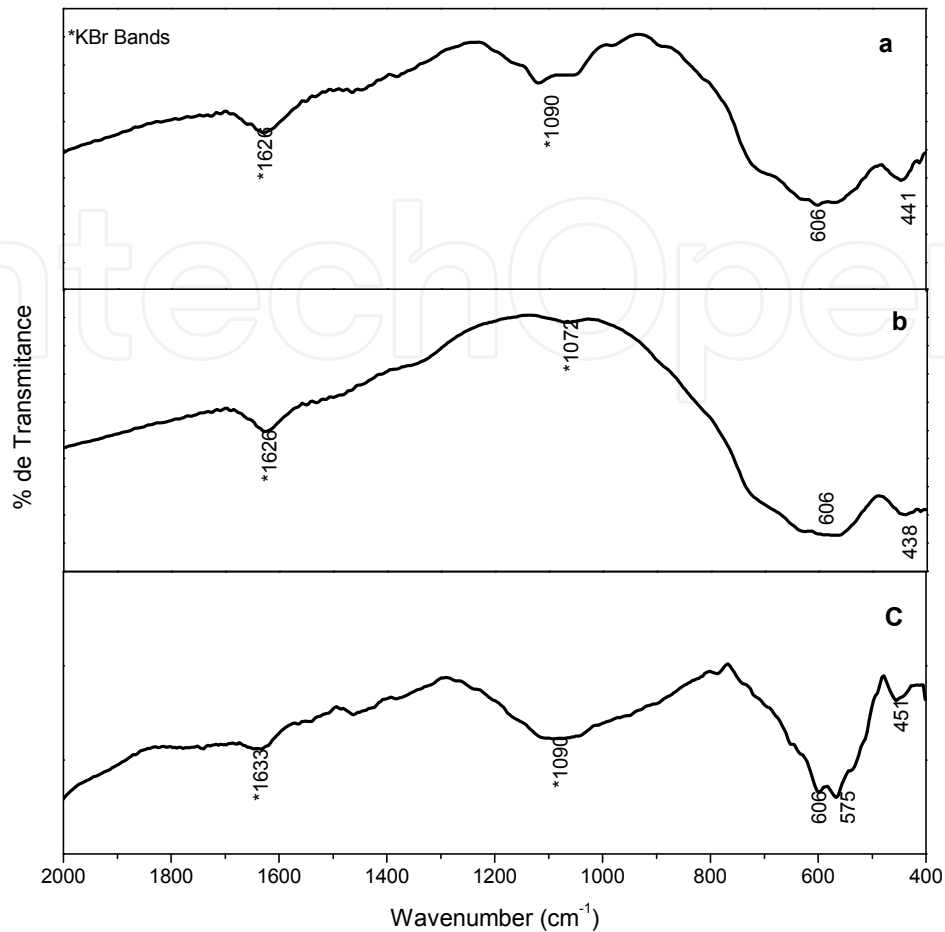 *KBr Bands
a
*1626
*1090
606
441
b
*1072
*1626
606
438
C
*1633
*1090
606
575
451
% de Transmitance
2000 1800 1600 1400 1200 1000 800 600 400
Wavenumber (cm⁻¹)
ntechOpe